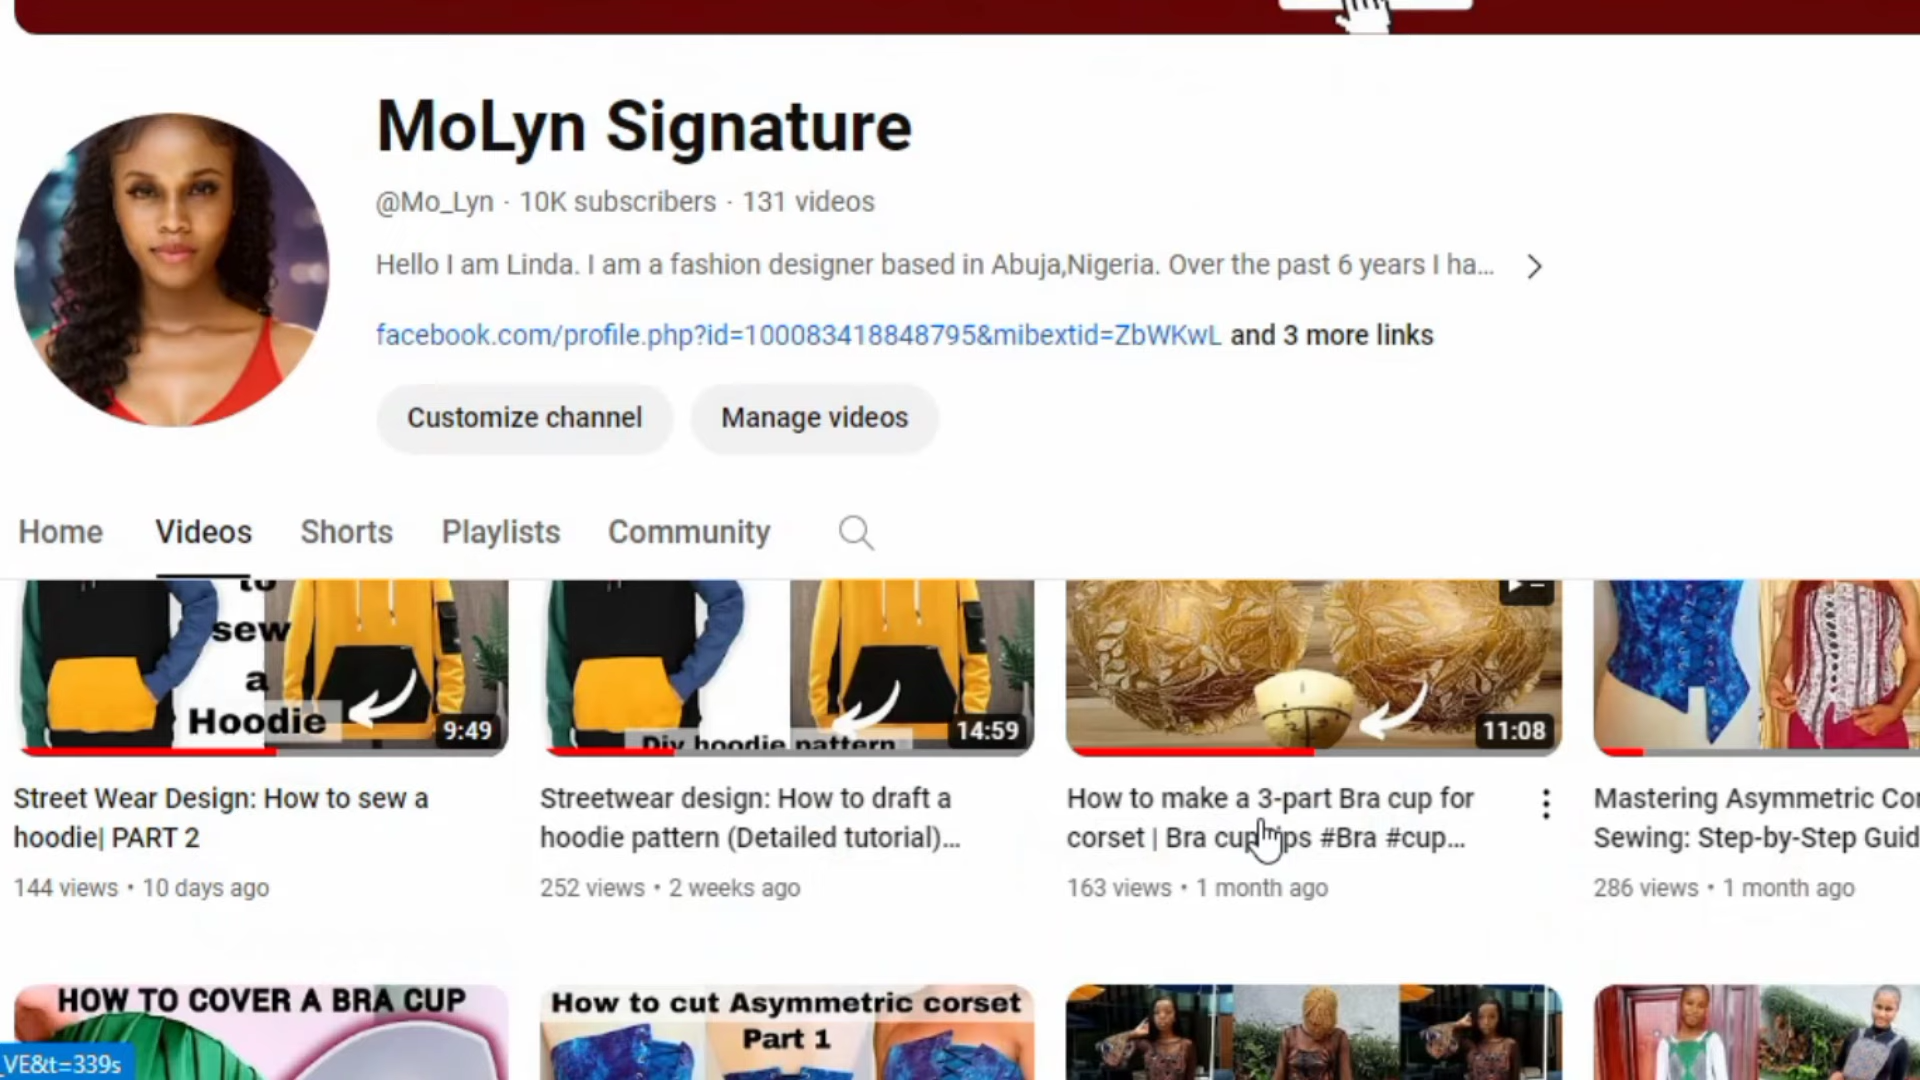 MoLyn Signature
@Mo_Lyn · 10K subscribers · 131 videos
Hello I am Linda. I am a fashion designer based in Abuja,Nigeria. Over the past 6 years I ha...
facebook.com/profile.php?id=100083418848795&mibextid=ZbWKwL and 3 more links
Customize channel
Manage videos
Home
Videos
Shorts
Playlists
Community
to
sew
a
Hoodie
9:49
Diy hoodie pattern
14:59
11:08
Street Wear Design: How to sew a
hoodie| PART 2
144 views • 10 days ago
Streetwear design: How to draft a
hoodie pattern (Detailed tutorial)...
252 views • 2 weeks ago
How to make a 3-part Bra cup for
corset | Bra cup #Bra #cup...
163 views • 1 month ago
Mastering Asymmetric
Sewing: Step-by-Step
286 views • 1 month ago
HOW TO COVER A BRA CUP
How to cut Asymmetric corset
Part 1
_VE&t=339s